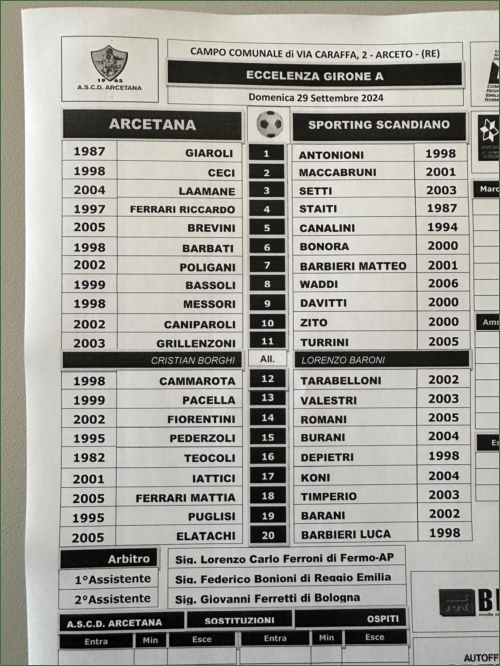 CAMPO COMUNALE di VIA CARAFFA, 2 - ARCETO - (RE)
1962
A.S.C.D. ARCETANA
ECCELENZA GIRONE A
Domenica 29 Settembre 2024
ARCETANA SPORTING SCANDIANO
1987 GIAROLI 1 ANTONIONI 1998
1998 CECI 2 MACCABRUNI 2001
2004 LAAMANE 3 SETTI 2003
1997 FERRARI RICCARDO 4 STAITI 1987
2005 BREVINI 5 CANALINI 1994
1998 BARBATI 6 BONORA 2000
2002 POLIGANI 7 BARBIERI MATTEO 2001
1999 BASSOLI 8 WADDI 2006
1998 MESSORI 9 DAVITTI 2000
2002 CANIPAROLI 10 ZITO 2000
2003 GRILLENZONI 11 TURRINI 2005
CRISTIAN BORGHI All. LORENZO BARONI
1998 CAMMAROTA 12 TARABELLONI 2002
1999 PACELLA 13 VALESTRI 2003
2002 FIORENTINI 14 ROMANI 2005
1995 PEDERZOLI 15 BURANI 2004
1982 TEOCOLI 16 DEPIETRI 1998
2001 IATTICI 17 KONI 2004
2005 FERRARI MATTIA 18 TIMPERIO 2003
1995 PUGLISI 19 BARANI 2002
2005 ELATACHI 20 BARBIERI LUCA 1998
Arbitro Sig. Lorenzo Carlo Ferroni di Fermo-AP
1°Assistente Sig. Federico Bonioni di Reggio Emilia
2°Assistente Sig. Giovanni Ferretti di Bologna
A.S.C.D. ARCETANA SOSTITUZIONI OSPITI
Entra Min Esce Entra Min Esce
AUTOFF